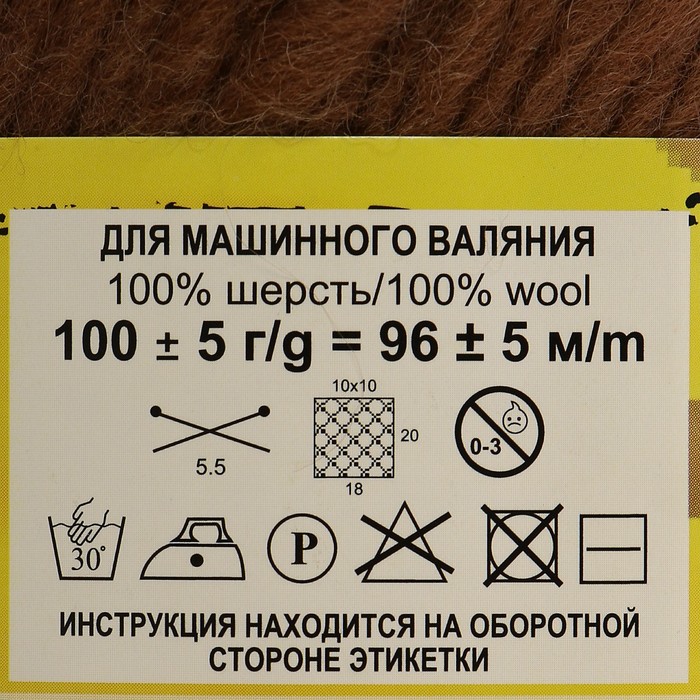 ДЛЯ МАШИННОГО ВАЛЯНИЯ
100% шерсть/100% wool
100 ± 5 г/g = 96 ± 5 м/m
10x10
20
18
5.5
0-3
30°
P
ИНСТРУКЦИЯ НАХОДИТСЯ НА ОБОРОТНОЙ
СТОРОНЕ ЭТИКЕТКИ